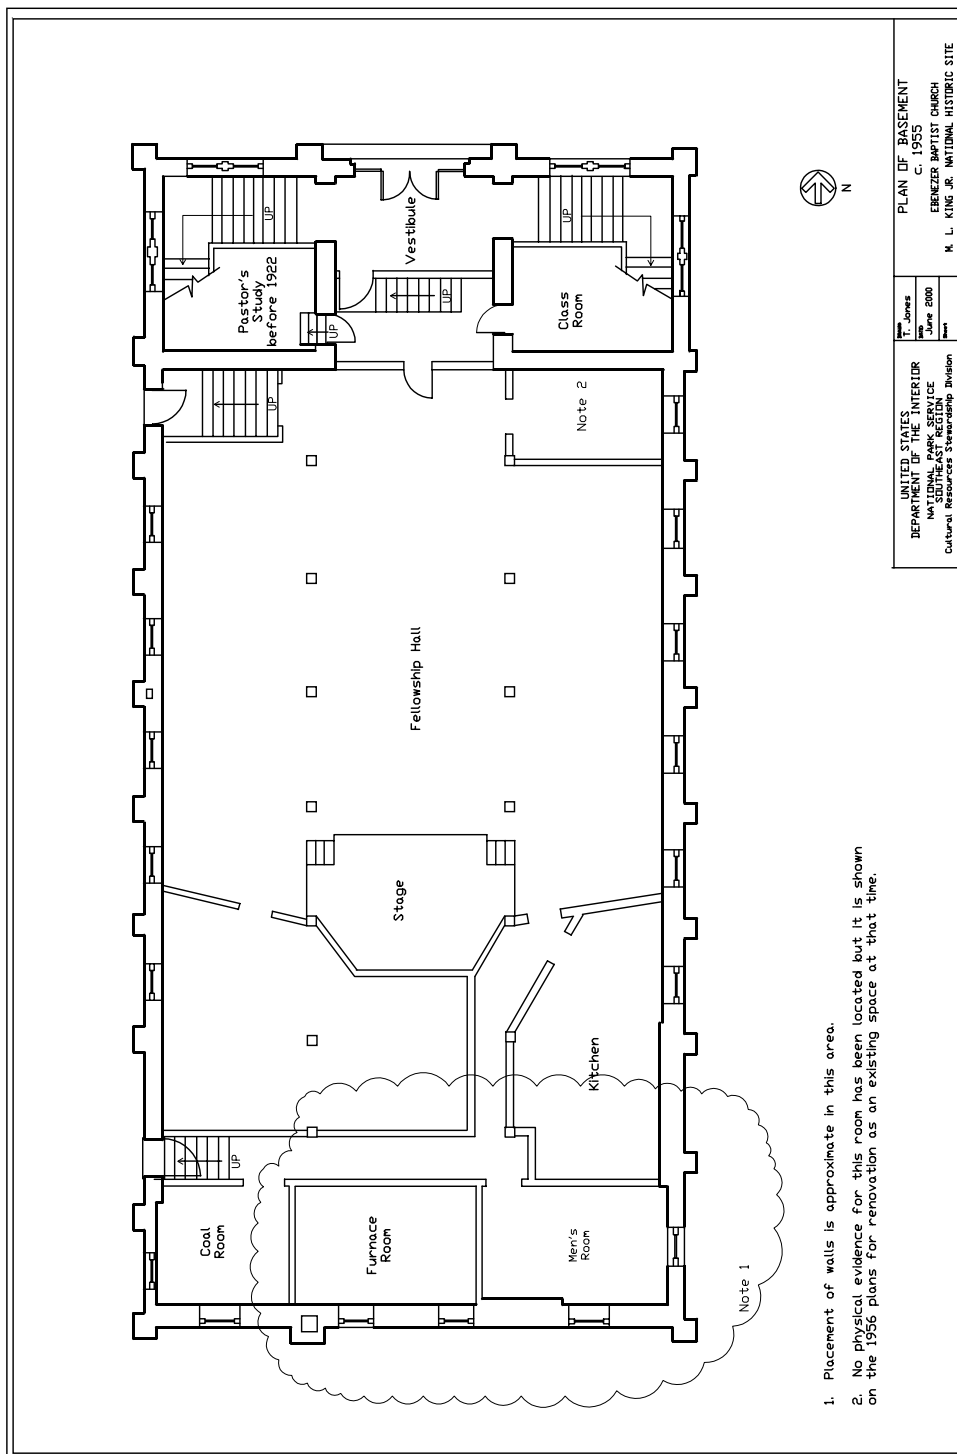 PLAN OF BASEMENT
c. 1955
EBENEZER BAPTIST CHURCH
M. L. KING JR. NATIONAL HISTORIC SITE
T. Jones
June 2000
UNITED STATES
DEPARTMENT OF THE INTERIOR
NATIONAL PARK SERVICE
SOUTHEAST REGION
Cultural Resources Stewardship Division
N
UP
Vestibule
UP
Pastor's
Study
before 1922
UP
UP
Class
Room
UP
Note 2
Fellowship Hall
Stage
Kitchen
UP
Coal
Room
Furnace
Room
Men's
Room
Note 1
1. Placement of walls is approximate in this area.
2. No physical evidence for this room has been located but it is shown
on the 1956 plans for renovation as an existing space at that time.